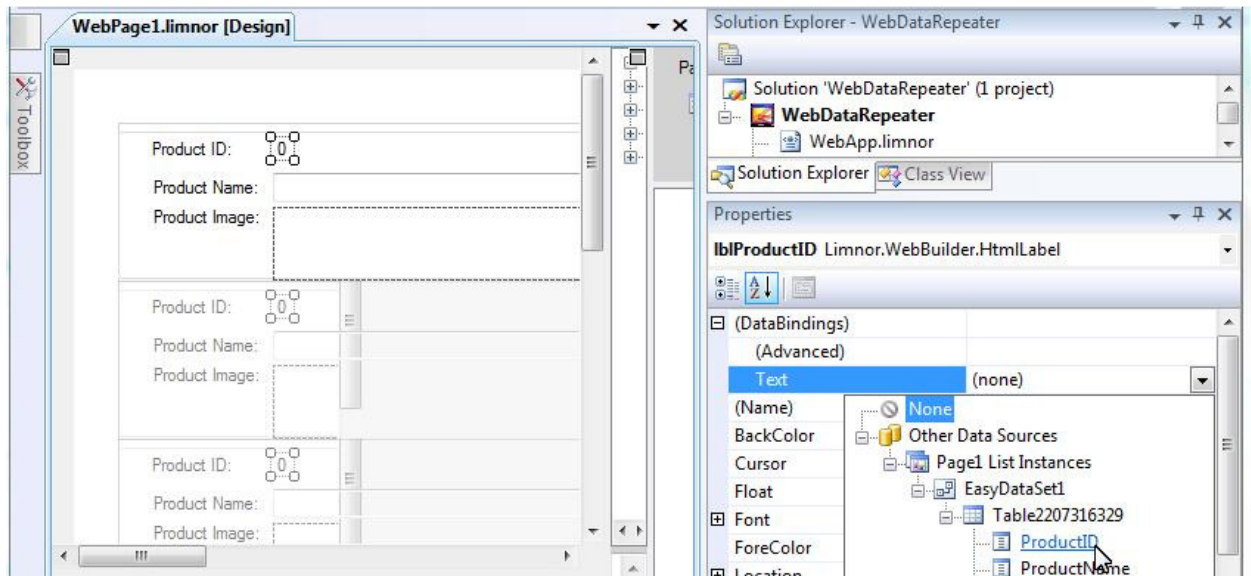 WebPage1.limnor [Design]
Toolbox
Product ID: 0
Product Name:
Product Image:
Product ID: 0
Product Name:
Product Image:
Product ID: 0
Product Name:
Product Image:
Pa
Solution Explorer - WebDataRepeater
Solution 'WebDataRepeater' (1 project)
WebDataRepeater
WebApp.limnor
Solution Explorer Class View
Properties
lblProductID Limnor.WebBuilder.HtmlLabel
(DataBindings)
(Advanced)
Text (none)
(Name) None
BackColor Other Data Sources
Cursor Page1 List Instances
Float EasyDataSet1
Font Table2207316329
ForeColor ProductID
Location ProductName